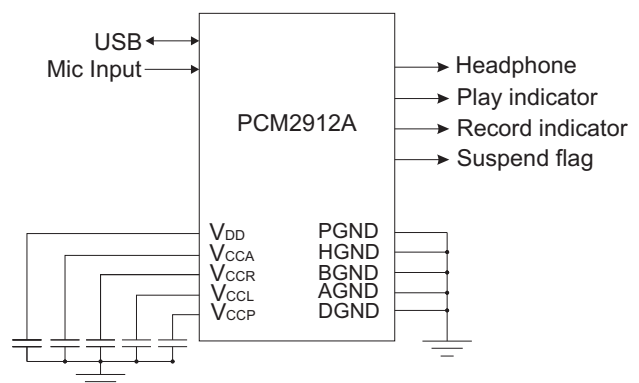 USB
Mic Input
Headphone
Play indicator
Record indicator
Suspend flag
PCM2912A
VDD
VCCA
VCCR
VCCL
VCCP
PGND
HGND
BGND
AGND
DGND